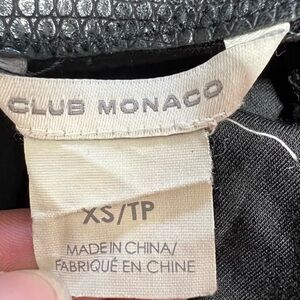 CLUB MONACO
XS/TP
MADE IN CHINA/
FABRIQUÉ EN CHINE